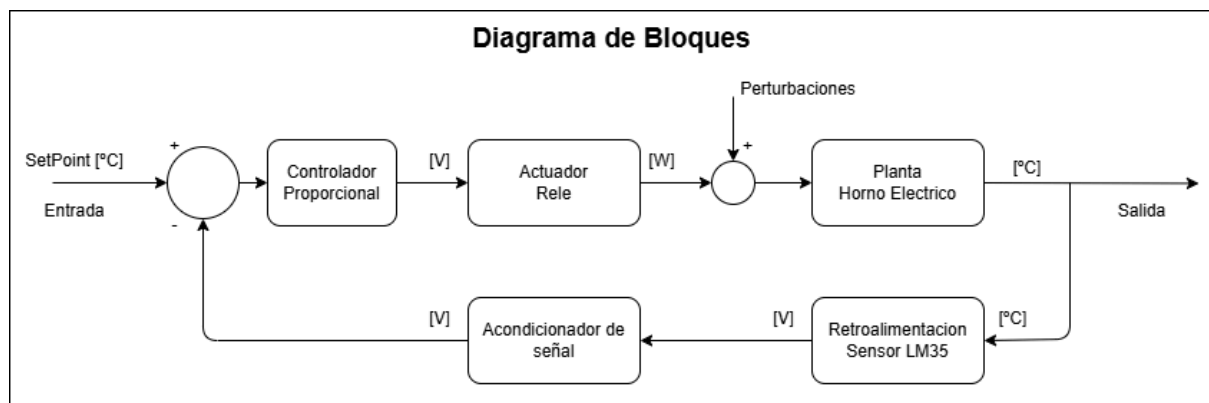 Diagrama de Bloques
Perturbaciones
+
+
SetPoint [ºC]
Entrada
-
Controlador
Proporcional
[V]
Actuador
Rele
[W]
Planta
Horno Electrico
[ºC]
Salida
[V]
Acondicionador de
señal
[V]
Retroalimentacion
Sensor LM35
[ºC]